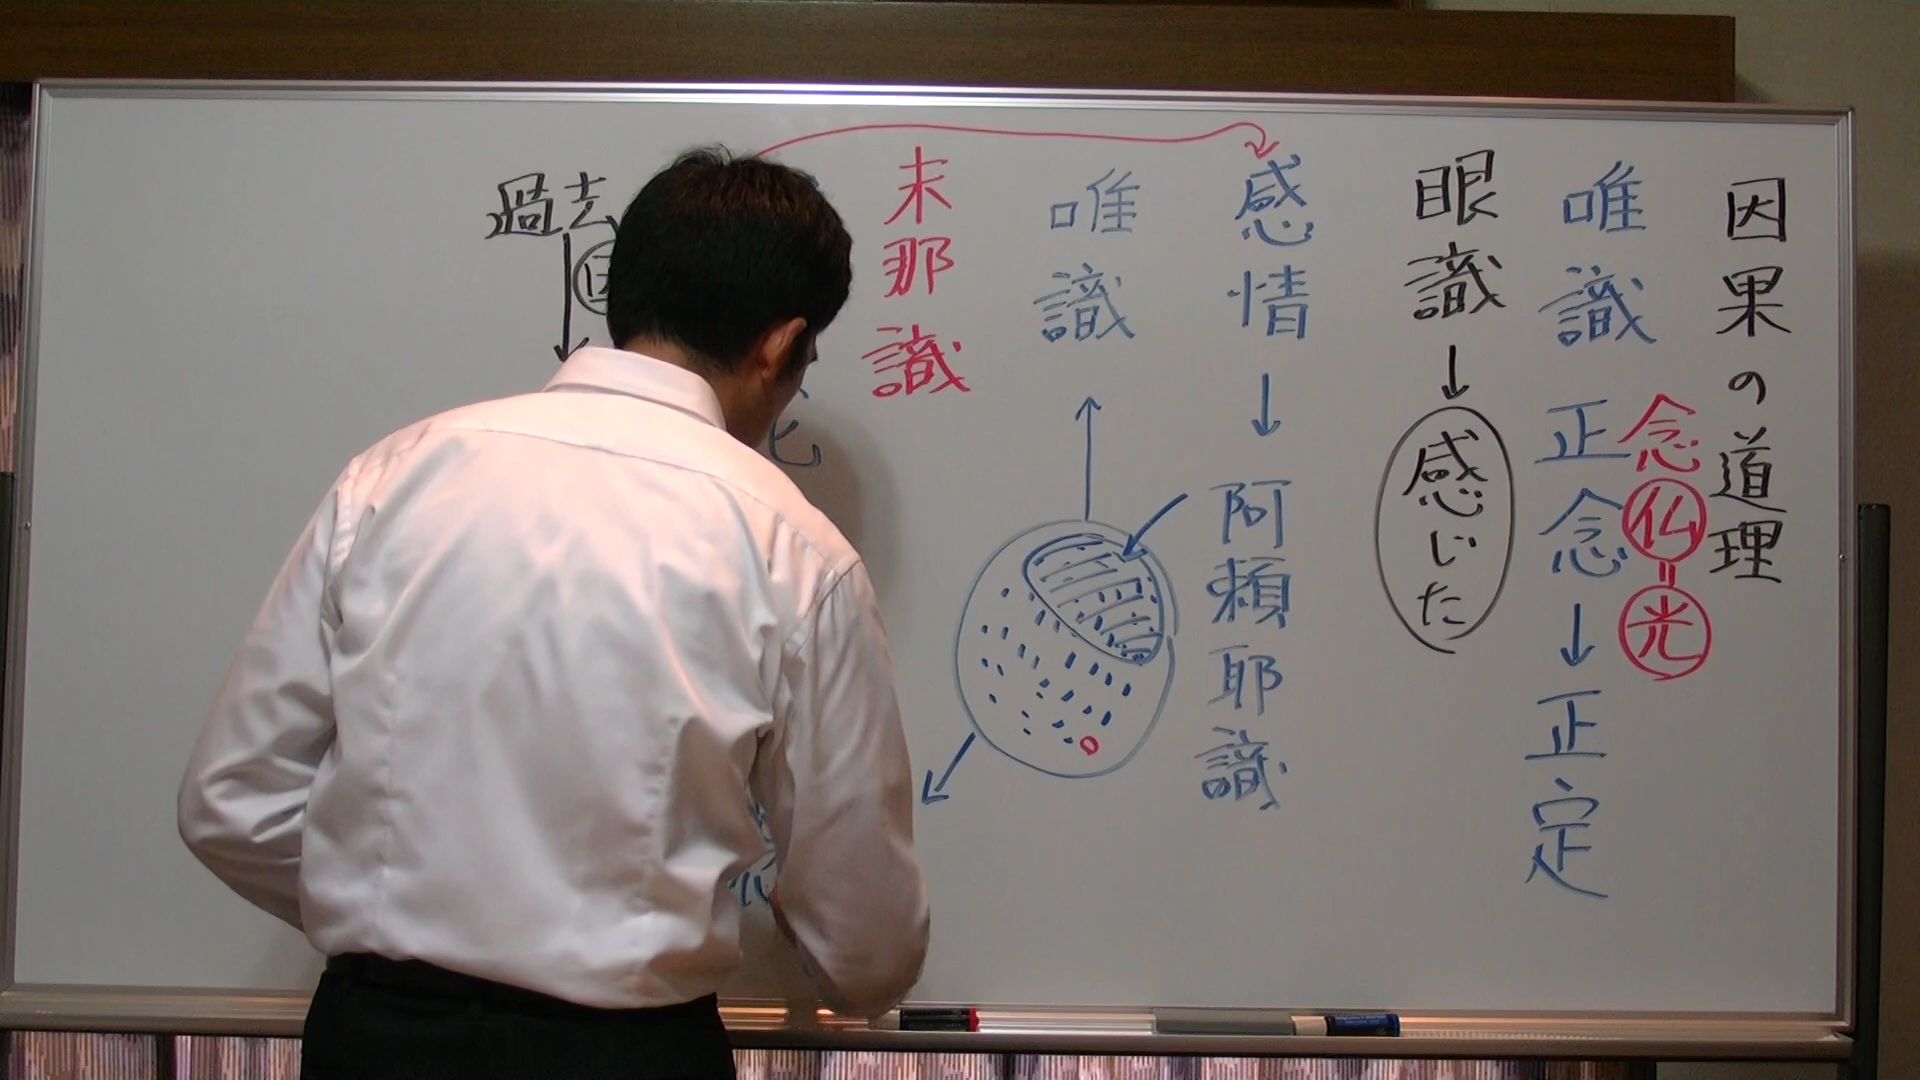 因果の道理
念仏=光
唯識 正念→正定
眼識→感じた
感情→阿頼耶識
唯識
末那識
過去